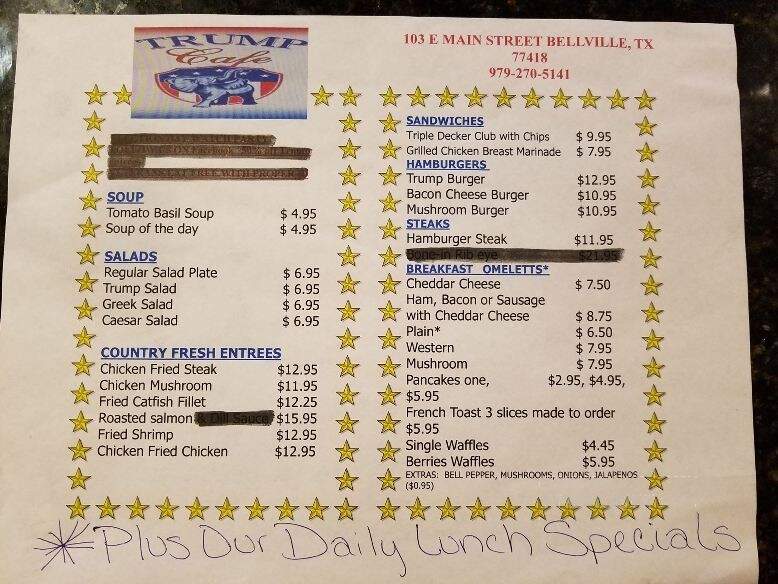 TRUMP
Cafe
103 E MAIN STREET BELLVILLE, TX
77418
979-270-5141
SOUP
Tomato Basil Soup $ 4.95
Soup of the day $ 4.95
SALADS
Regular Salad Plate $ 6.95
Trump Salad $ 6.95
Greek Salad $ 6.95
Caesar Salad $ 6.95
COUNTRY FRESH ENTREES
Chicken Fried Steak $12.95
Chicken Mushroom $11.95
Fried Catfish Fillet $12.25
Roasted salmon & Dill Sauce $15.95
Fried Shrimp $12.95
Chicken Fried Chicken $12.95
SANDWICHES
Triple Decker Club with Chips $ 9.95
Grilled Chicken Breast Marinade $ 7.95
HAMBURGERS
Trump Burger $12.95
Bacon Cheese Burger $10.95
Mushroom Burger $10.95
STEAKS
Hamburger Steak $11.95
Bone-in Rib eye $21.95
BREAKFAST OMELETTS*
Cheddar Cheese $ 7.50
Ham, Bacon or Sausage
with Cheddar Cheese $ 8.75
Plain* $ 6.50
Western $ 7.95
Mushroom $ 7.95
Pancakes one, $2.95, $4.95,
$5.95
French Toast 3 slices made to order
$5.95
Single Waffles $4.45
Berries Waffles $5.95
EXTRAS: BELL PEPPER, MUSHROOMS, ONIONS, JALAPENOS
($0.95)
* Plus Our Daily Lunch Specials